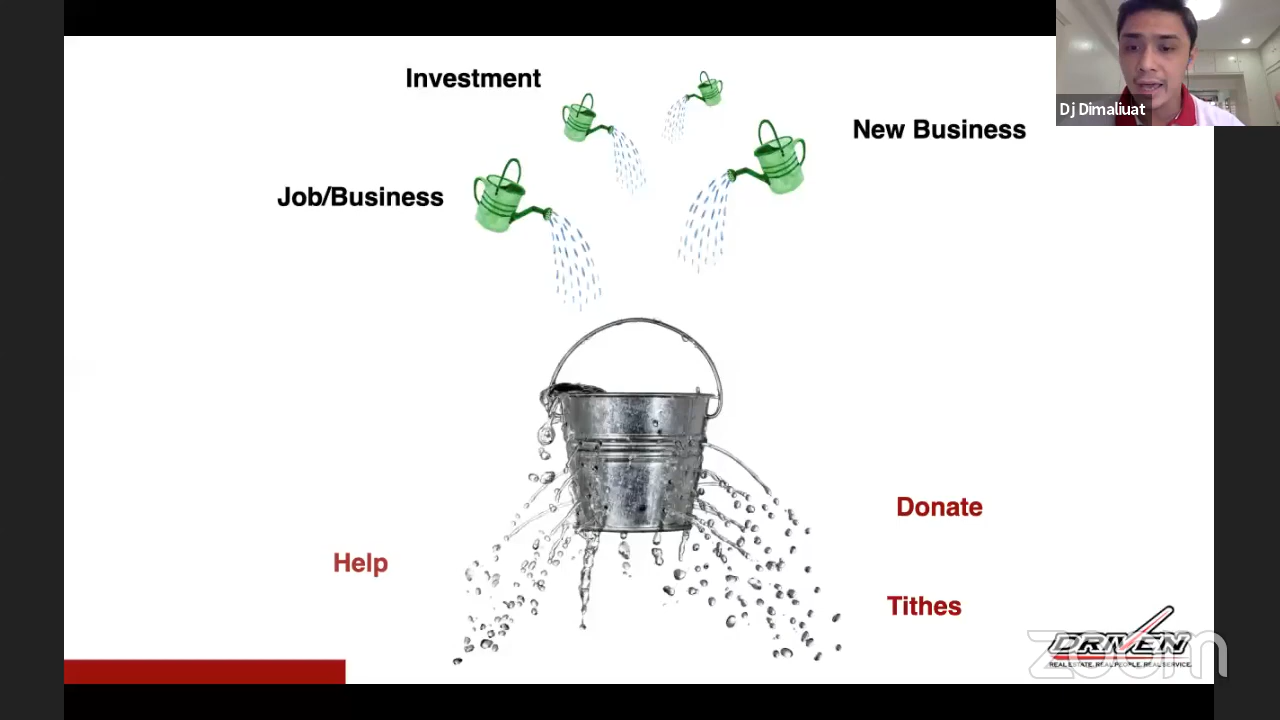 Investment
Dj Dimaliuat
New Business
Job/Business
Donate
Help
Tithes
DRIVEN
zoom
REAL ESTATE. REAL PEOPLE. REAL SERVICE.